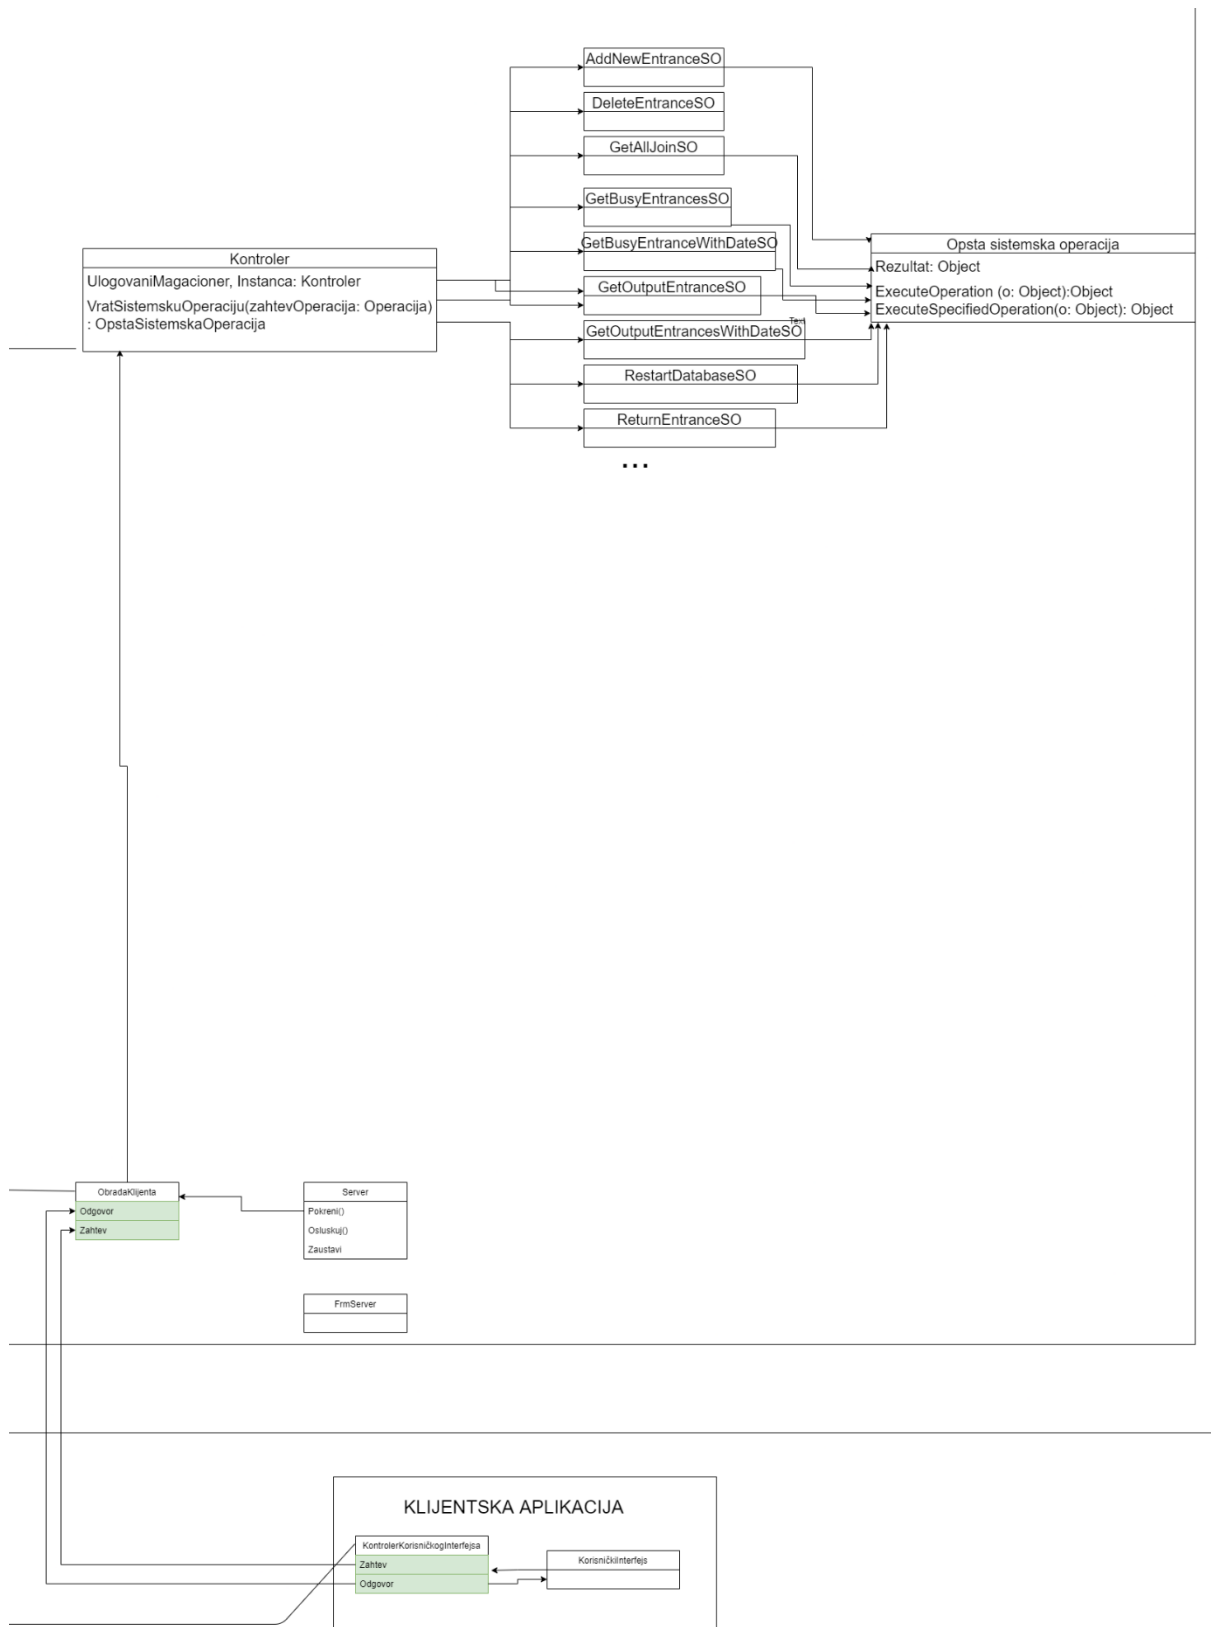 AddNewEntranceSO
DeleteEntranceSO
GetAllJoinSO
GetBusyEntrancesSO
GetBusyEntranceWithDateSO
GetOutputEntranceSO
Text
GetOutputEntrancesWithDateSO
RestartDatabaseSO
ReturnEntranceSO
...
Kontroler
UlogovaniMagacioner, Instanca: Kontroler
VratSistemskuOperaciju(zahtevOperacija: Operacija)
: OpstaSistemskaOperacija
Opsta sistemska operacija
Rezultat: Object
ExecuteOperation (o: Object):Object
ExecuteSpecifiedOperation(o: Object): Object
ObradaKlijenta
Odgovor
Zahtev
Server
Pokreni()
Osluskuj()
Zaustavi
FrmServer
KLIJENTSKA APLIKACIJA
KontrolerKorisničkogInterfejsa
Zahtev
Odgovor
KorisničkiInterfejs